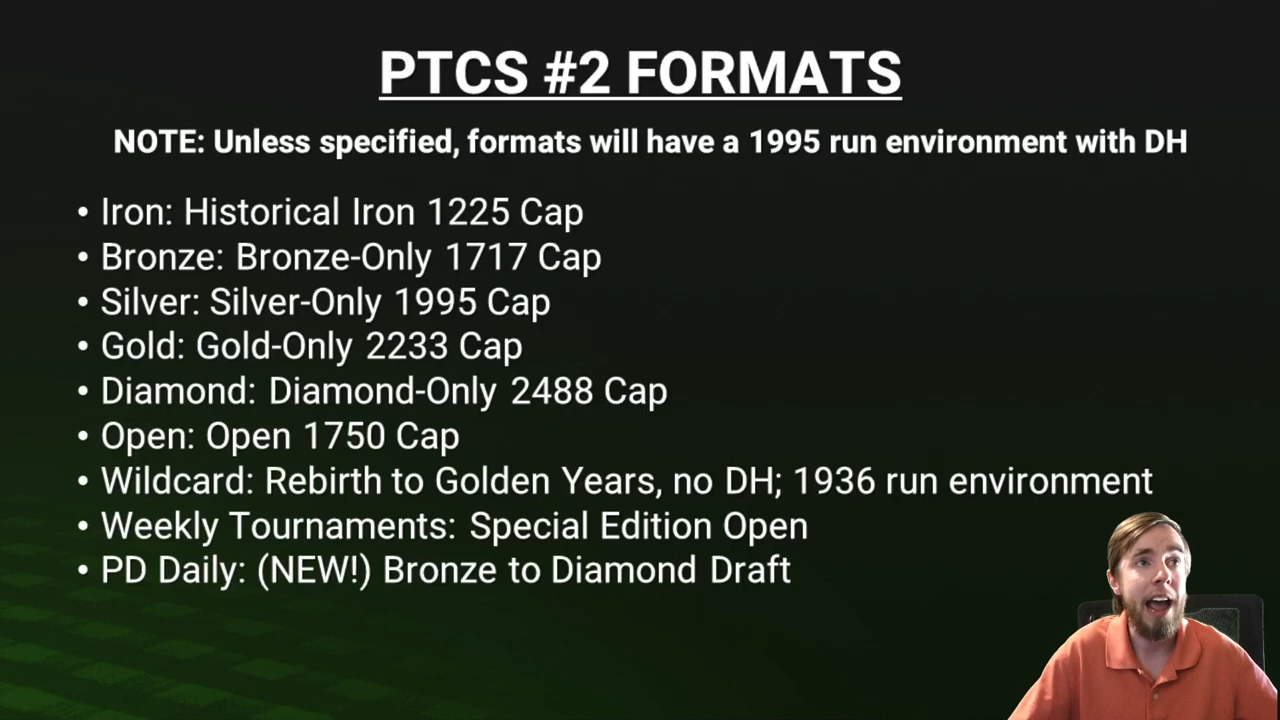 PTCS #2 FORMATS
NOTE: Unless specified, formats will have a 1995 run environment with DH
• Iron: Historical Iron 1225 Cap
• Bronze: Bronze-Only 1717 Cap
• Silver: Silver-Only 1995 Cap
• Gold: Gold-Only 2233 Cap
• Diamond: Diamond-Only 2488 Cap
• Open: Open 1750 Cap
• Wildcard: Rebirth to Golden Years, no DH; 1936 run environment
• Weekly Tournaments: Special Edition Open
• PD Daily: (NEW!) Bronze to Diamond Draft